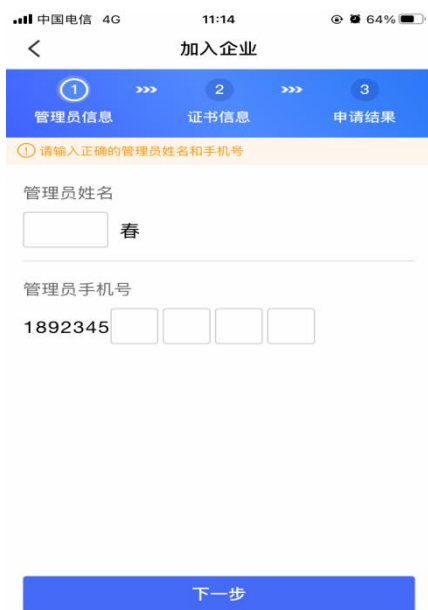 中国电信 4G 11:14 64%
加入企业
1 >>> 2 >>> 3
管理员信息 证书信息 申请结果
请输入正确的管理员姓名和手机号
管理员姓名
春
管理员手机号
1892345
下一步